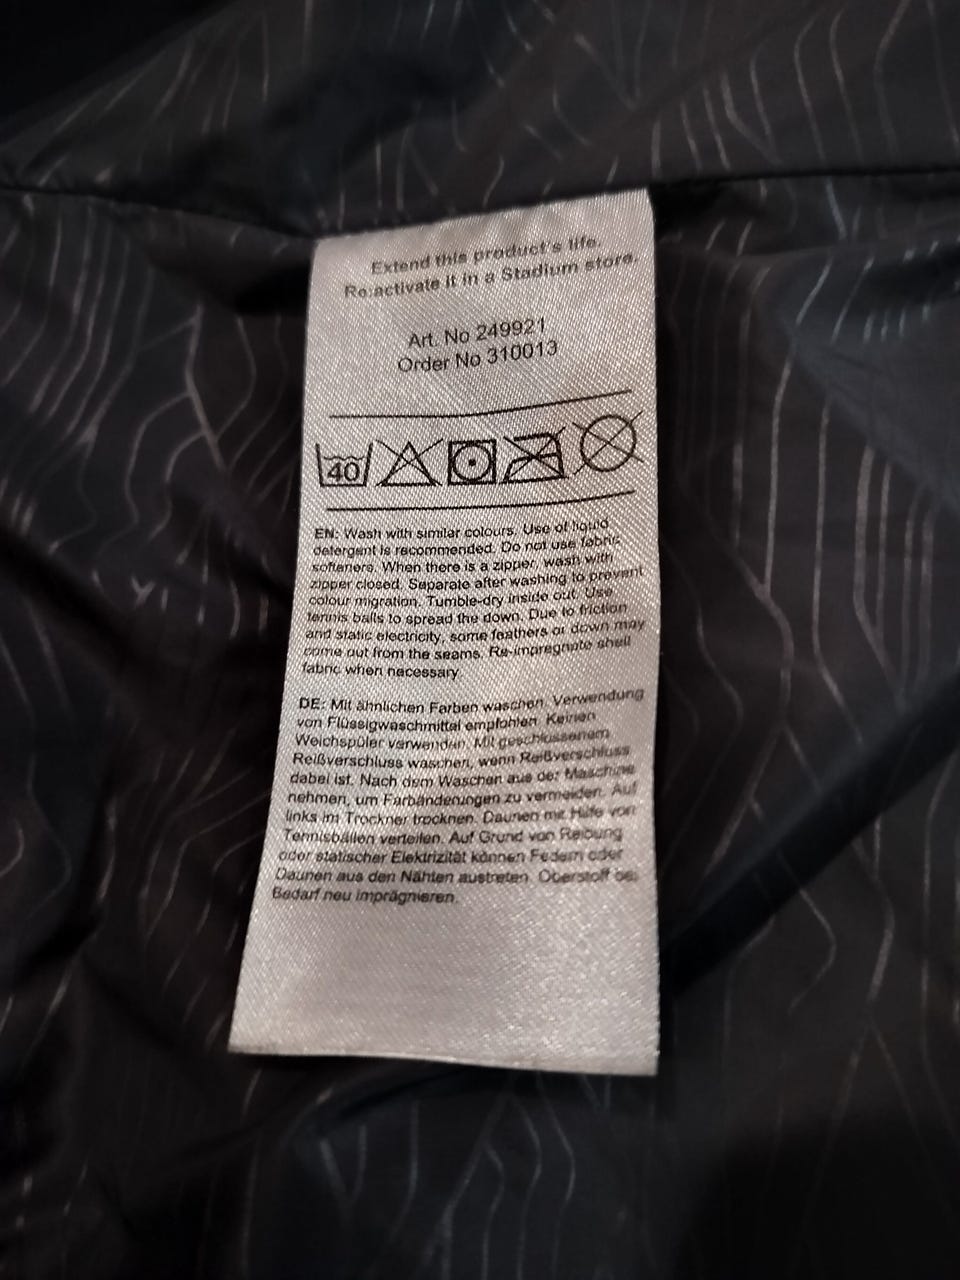 Extend this product's life.
Re:activate it in a Stadium store.
Art. No 249921
Order No 310013
40
EN: Wash with similar colours. Use of liquid
detergent is recommended. Do not use fabric
softeners. When there is a zipper, wash with
zipper closed. Separate after washing to prevent
colour migration. Tumble-dry inside out. Use
tennis balls to spread the down. Due to friction
and static electricity, some feathers or down may
come out from the seams. Re-impregnate shell
fabric when necessary.
DE: Mit ähnlichen Farben waschen. Verwendung
von Flüssigwaschmittel empfohlen. Keinen
Weichspüler verwenden. Mit geschlossenem
Reißverschluss waschen, wenn Reißverschluss
dabei ist. Nach dem Waschen aus der Maschine
nehmen, um Farbänderungen zu vermeiden. Auf
links im Trockner trocknen. Daunen mit Hilfe von
Tennisbällen verteilen. Auf Grund von Reibung
oder statischer Elektrizität können Federn oder
Daunen aus den Nähten austreten. Oberstoff bei
Bedarf neu imprägnieren.